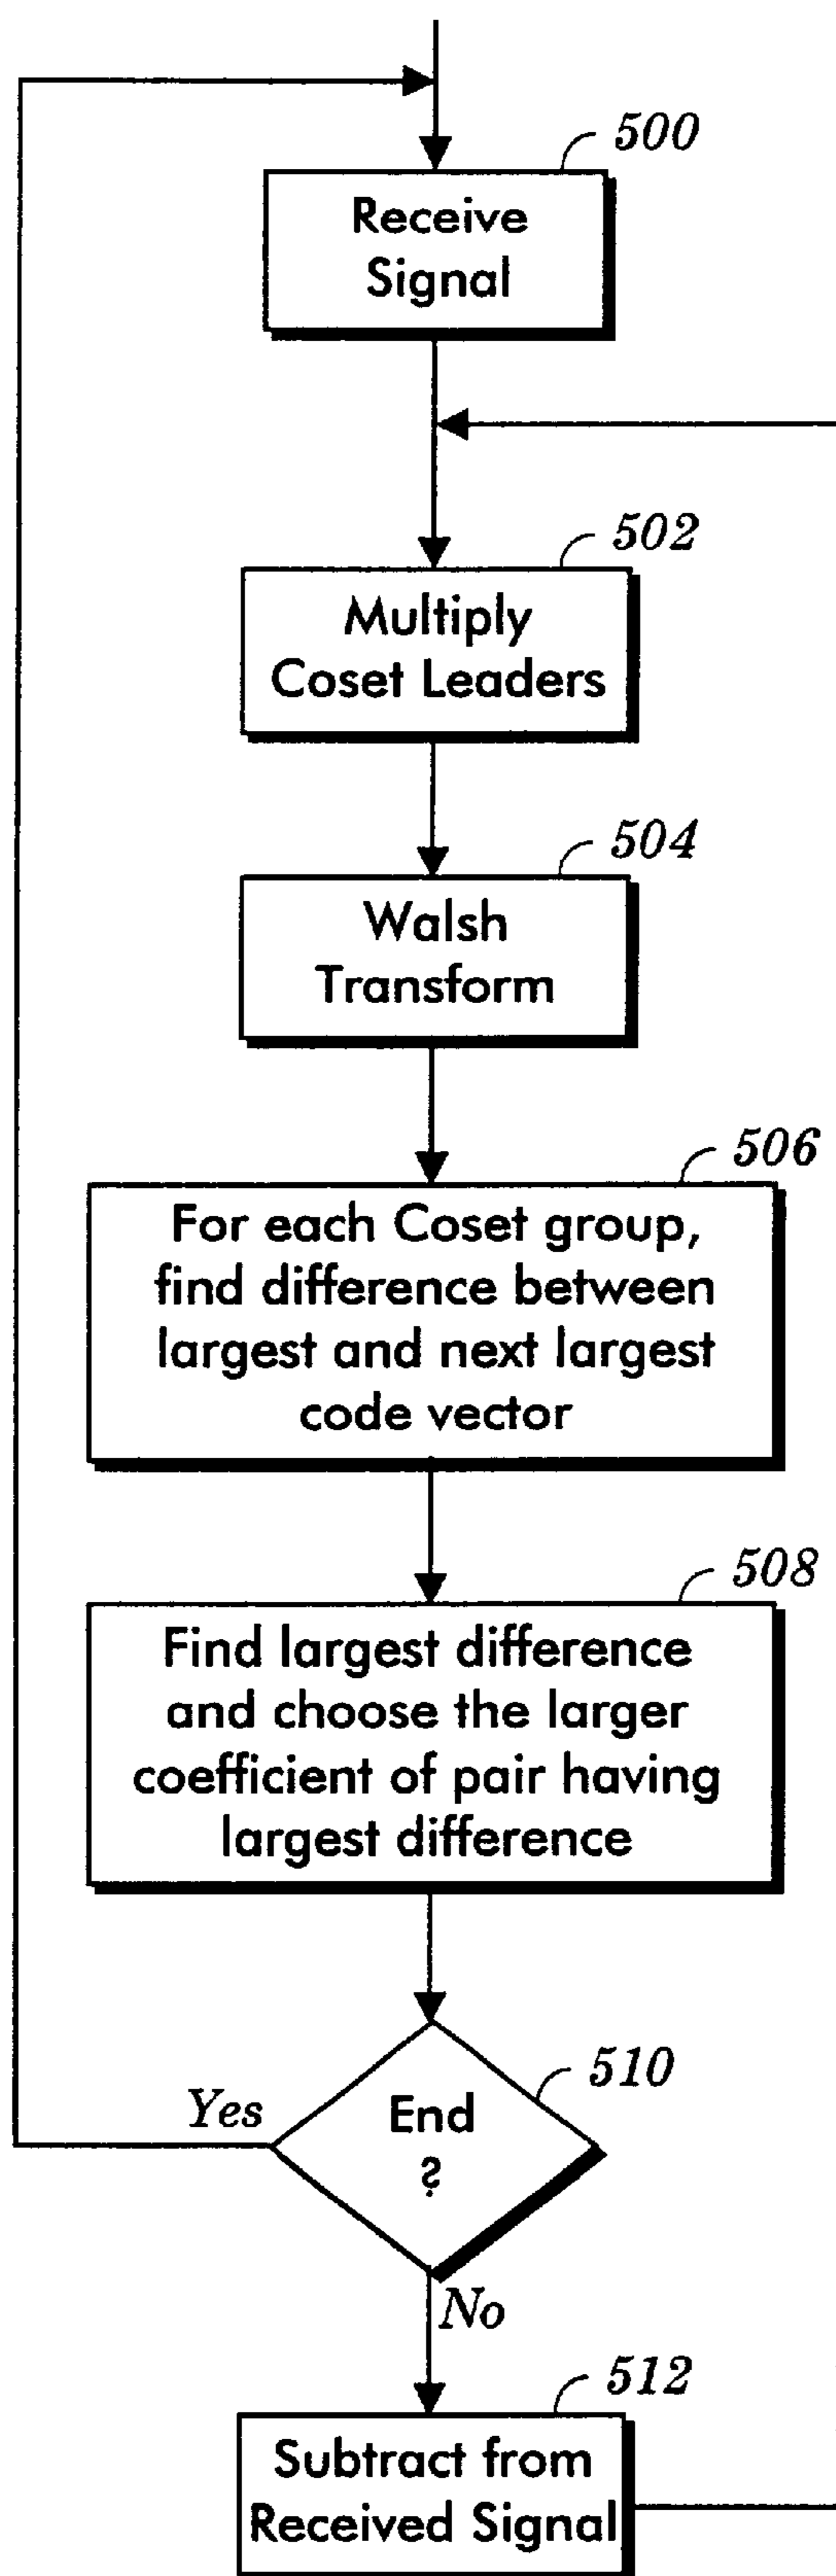 500
Receive
Signal
502
Multiply
Coset Leaders
504
Walsh
Transform
506
For each Coset group,
find difference between
largest and next largest
code vector
508
Find largest difference
and choose the larger
coefficient of pair having
largest difference
510
Yes
End
?
No
512
Subtract from
Received Signal